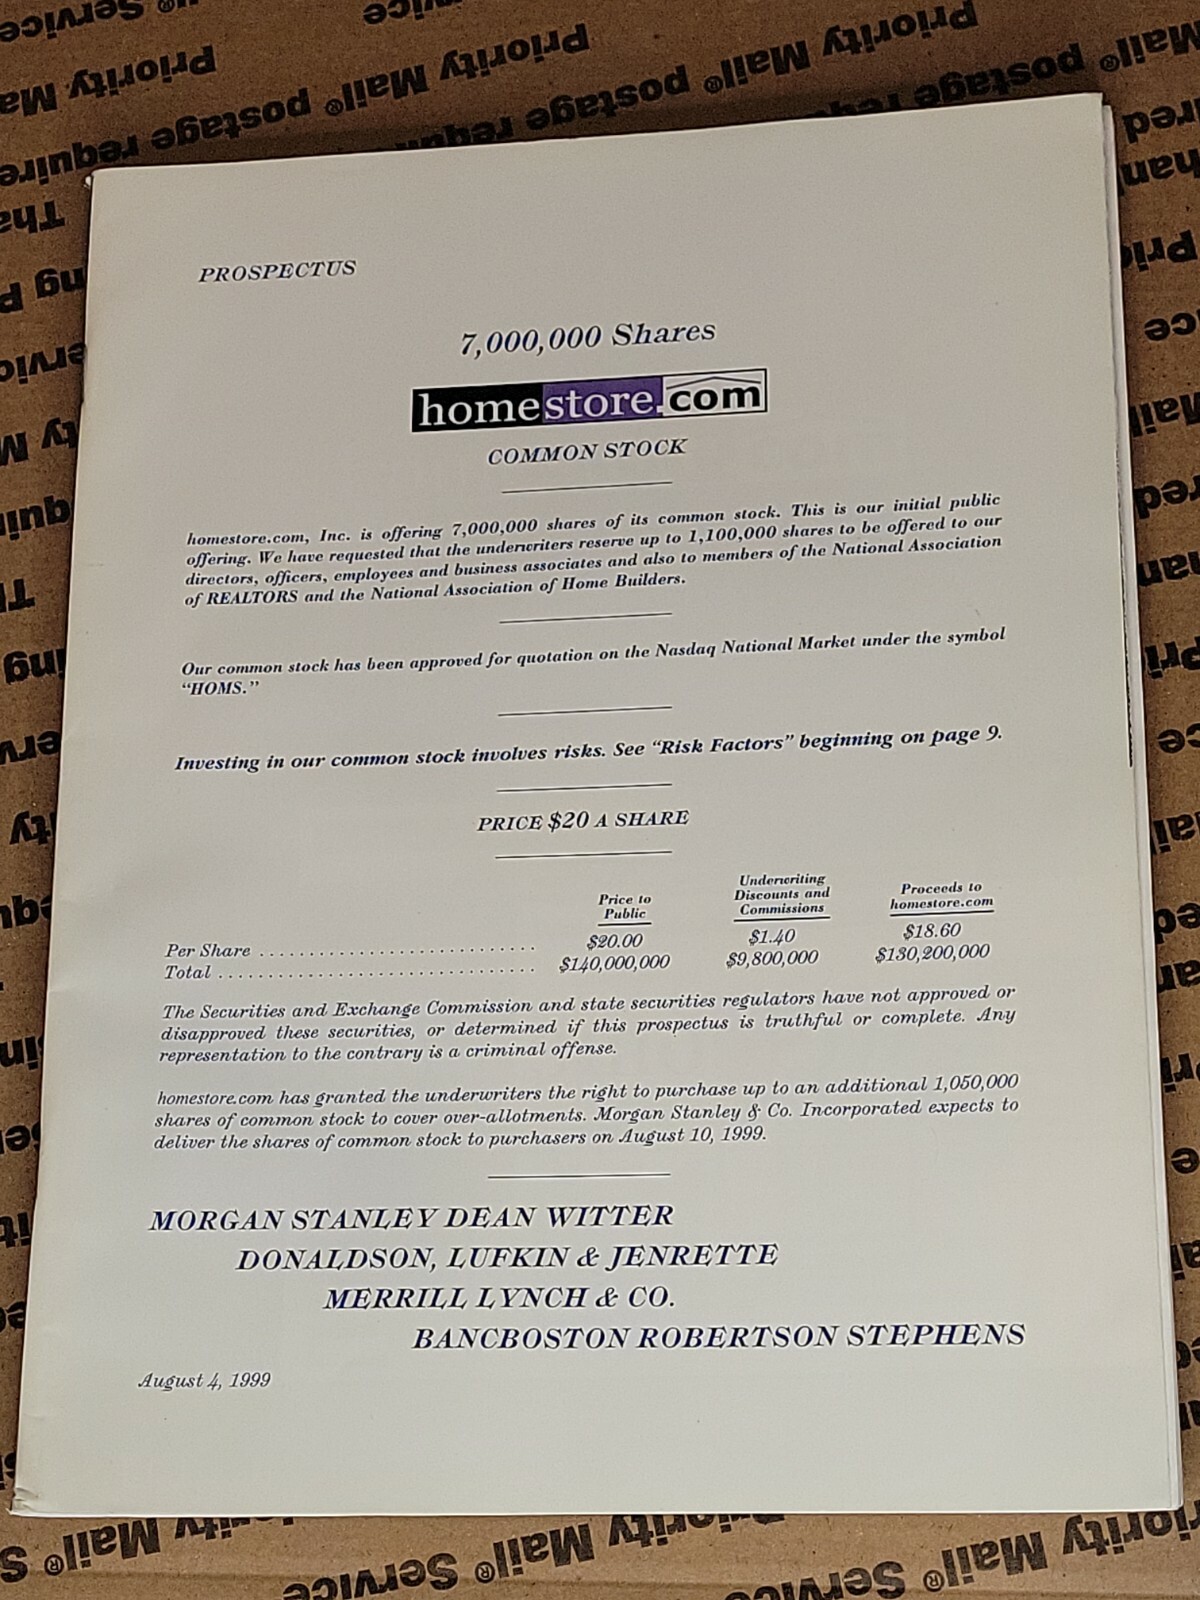 PROSPECTUS
7,000,000 Shares
homestore.com
COMMON STOCK
homestore.com, Inc. is offering 7,000,000 shares of its common stock. This is our initial public
offering. We have requested that the underwriters reserve up to 1,100,000 shares to be offered to our
directors, officers, employees and business associates and also to members of the National Association
of REALTORS and the National Association of Home Builders.
Our common stock has been approved for quotation on the Nasdaq National Market under the symbol
“HOMS.”
Investing in our common stock involves risks. See “Risk Factors” beginning on page 9.
PRICE $20 A SHARE
Price to Public Underwriting Discounts and Commissions Proceeds to homestore.com
Per Share $20.00 $1.40 $18.60
Total $140,000,000 $9,800,000 $130,200,000
The Securities and Exchange Commission and state securities regulators have not approved or
disapproved these securities, or determined if this prospectus is truthful or complete. Any
representation to the contrary is a criminal offense.
homestore.com has granted the underwriters the right to purchase up to an additional 1,050,000
shares of common stock to cover over-allotments. Morgan Stanley & Co. Incorporated expects to
deliver the shares of common stock to purchasers on August 10, 1999.
MORGAN STANLEY DEAN WITTER
DONALDSON, LUFKIN & JENRETTE
MERRILL LYNCH & CO.
BANCBOSTON ROBERTSON STEPHENS
August 4, 1999
Priority Mail® postage
Priority Mail® Service